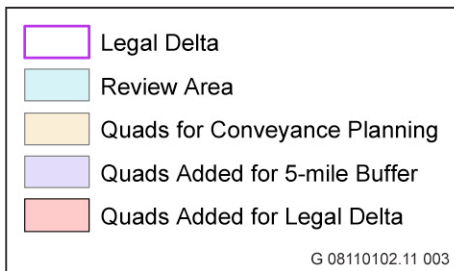 Legal Delta
Review Area
Quads for Conveyance Planning
Quads Added for 5-mile Buffer
Quads Added for Legal Delta
G 08110102.11 003